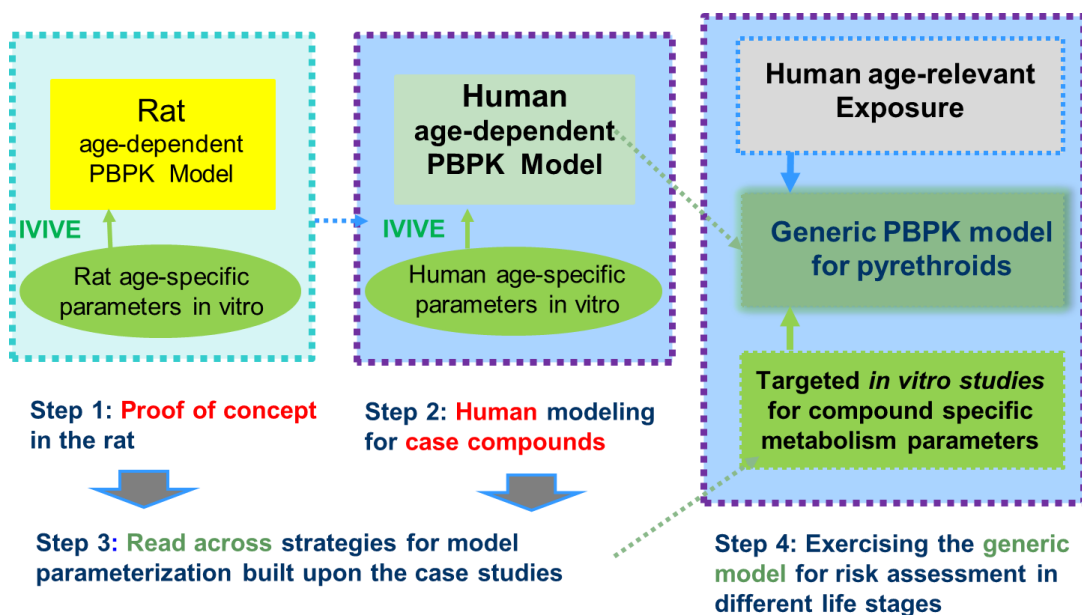 Rat
age-dependent
PBPK Model
IVIVE
Rat age-specific
parameters in vitro
Step 1: Proof of concept
in the rat
Human
age-dependent
PBPK Model
IVIVE
Human age-specific
parameters in vitro
Step 2: Human modeling
for case compounds
Step 3: Read across strategies for model
parameterization built upon the case studies
Human age-relevant
Exposure
Generic PBPK model
for pyrethroids
Targeted in vitro studies
for compound specific
metabolism parameters
Step 4: Exercising the generic
model for risk assessment in
different life stages